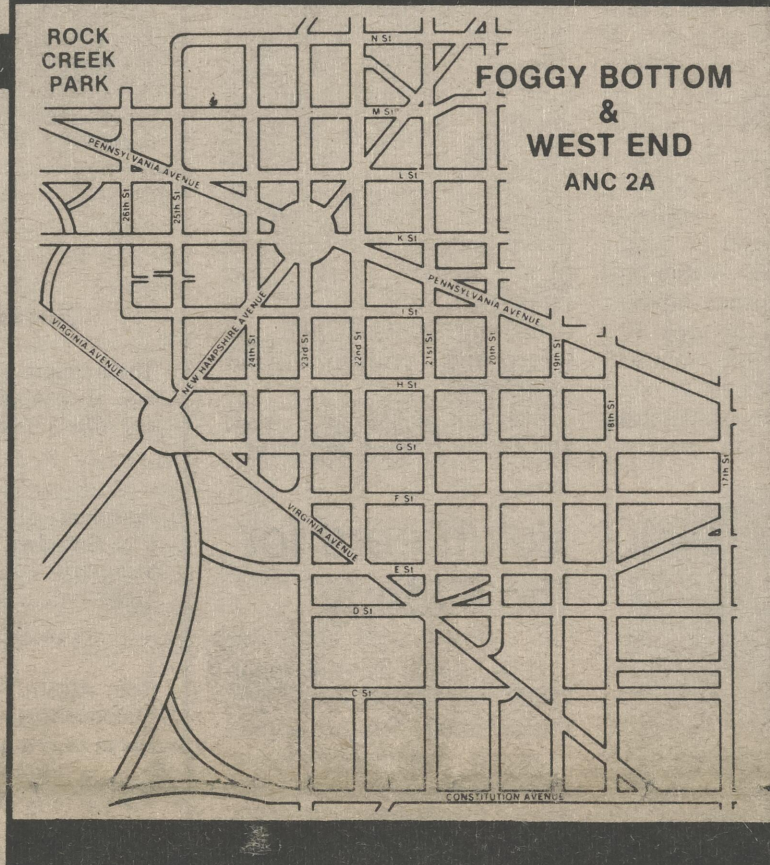 ROCK
CREEK
PARK
FOGGY BOTTOM
&
WEST END
ANC 2A
N St
M St
PENNSYLVANIA AVENUE
L St
26th St
25th St
K St
PENNSYLVANIA AVENUE
I St
VIRGINIA AVENUE
NEW HAMPSHIRE AVENUE
24th St
23rd St
22nd St
21st St
20th St
19th St
18th St
H St
G St
17th St
F St
VIRGINIA AVENUE
E St
D St
C St
CONSTITUTION AVENUE